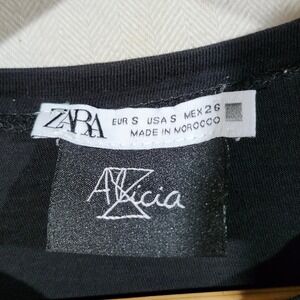 ZARA
EUR S USA S MEX 26
MADE IN MOROCCO
Alicia